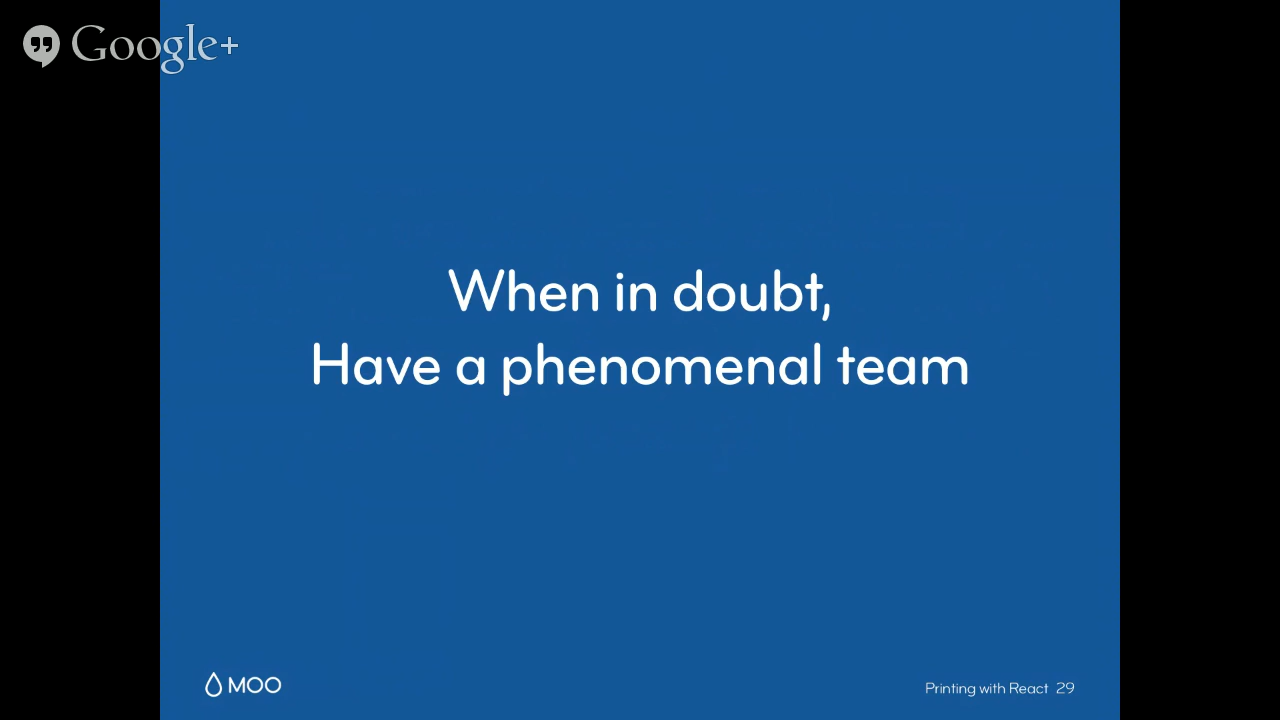 Google+
When in doubt,
Have a phenomenal team
MOO
Printing with React 29